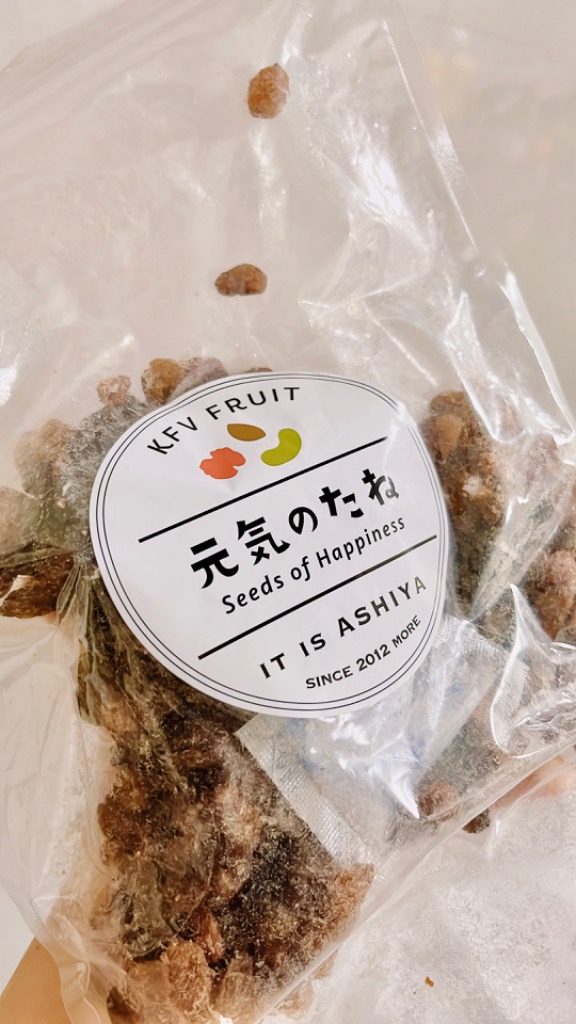 KFV FRUIT
元気のたね
Seeds of Happiness
IT IS ASHIYA
SINCE 2012 MORE